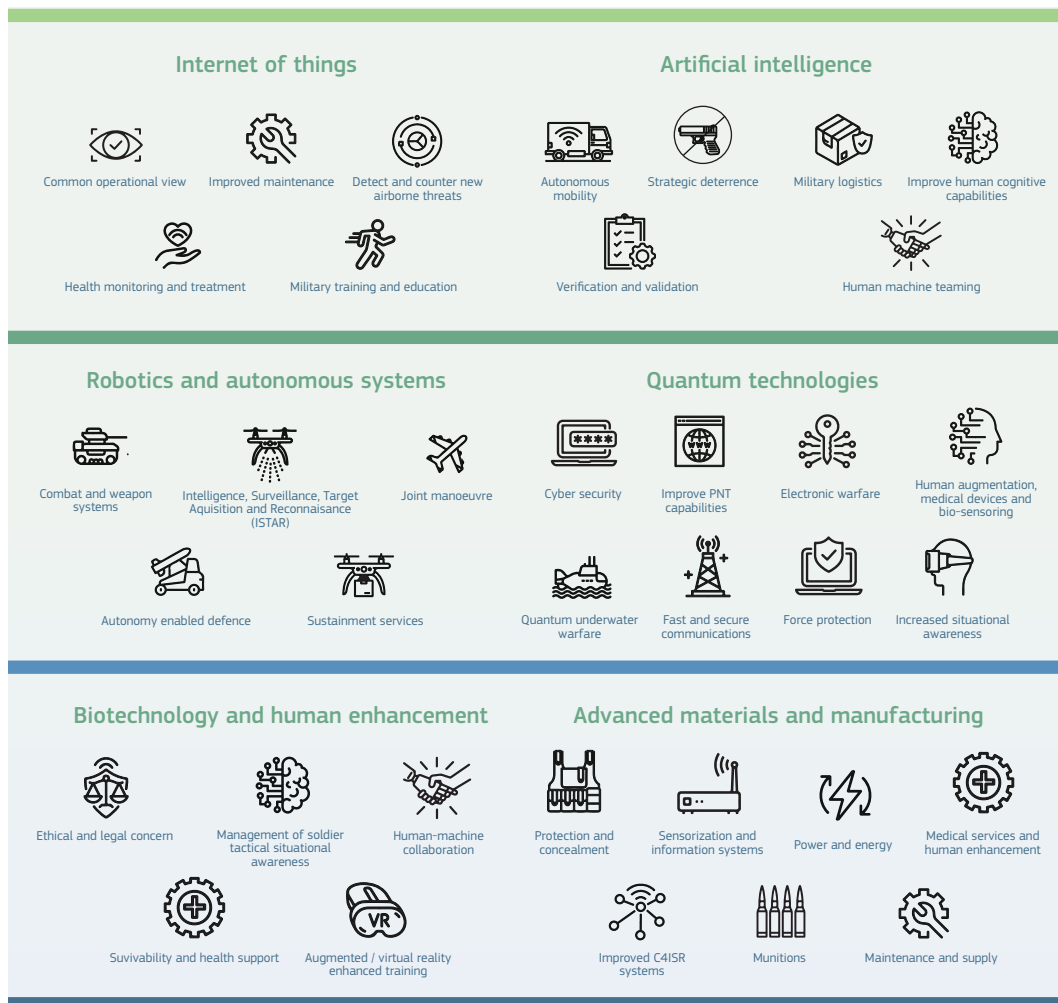 Internet of things
Common operational view
Improved maintenance
Detect and counter new
airborne threats
Health monitoring and treatment
Military training and education
Artificial intelligence
Autonomous
mobility
Strategic deterrence
Military logistics
Improve human cognitive
capabilities
Verification and validation
Human machine teaming
Robotics and autonomous systems
Combat and weapon
systems
Intelligence, Surveillance, Target
Aquisition and Reconnaisance
(ISTAR)
Joint manoeuvre
Autonomy enabled defence
Sustainment services
Quantum technologies
****
Cyber security
WWW
Improve PNT
capabilities
Electronic warfare
Human augmentation,
medical devices and
bio-sensoring
Quantum underwater
warfare
Fast and secure
communications
Force protection
Increased situational
awareness
Biotechnology and human enhancement
Ethical and legal concern
Management of soldier
tactical situational
awareness
Human-machine
collaboration
Suvivability and health support
VR
Augmented / virtual reality
enhanced training
Advanced materials and manufacturing
Protection and
concealment
Sensorization and
information systems
Power and energy
Medical services and
human enhancement
Improved C4ISR
systems
Munitions
Maintenance and supply